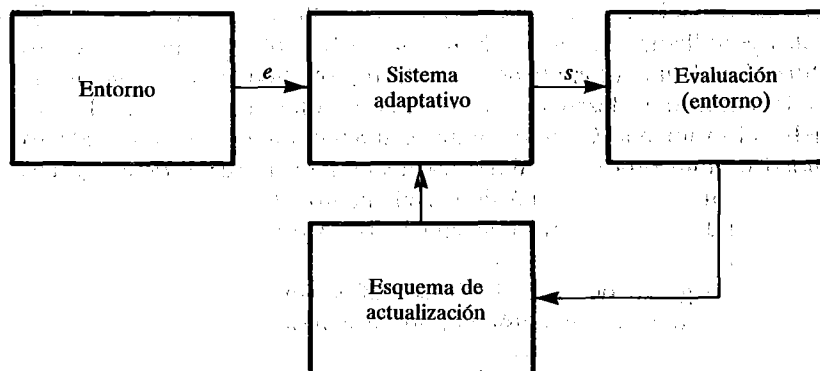 Entorno
e
Sistema
adaptativo
s
Evaluación
(entorno)
Esquema de
actualización